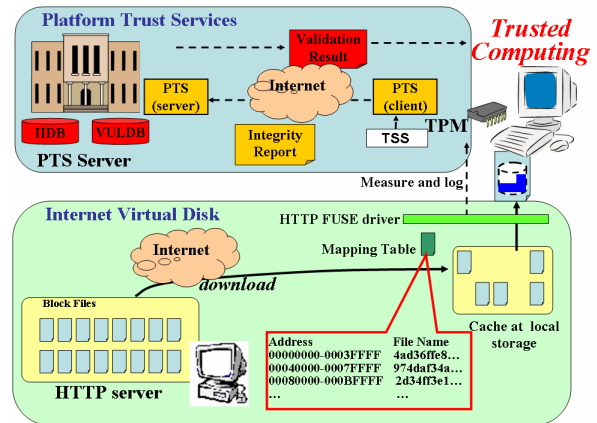 Platform Trust Services
Validation
Result
Trusted
Computing
Internet
PTS
(server)
PTS
(client)
IIDB
VULDB
PTS Server
Integrity
Report
TSS
TPM
Measure and log
Internet Virtual Disk
HTTP FUSE driver
Internet
Mapping Table
download
Block Files
HTTP server
Cache at local
storage
Address File Name
00000000-0003FFFF 4ad36ffe8...
00040000-0007FFFF 974daf34a...
00080000-000BFFFF 2d34ff3e1...
... ...